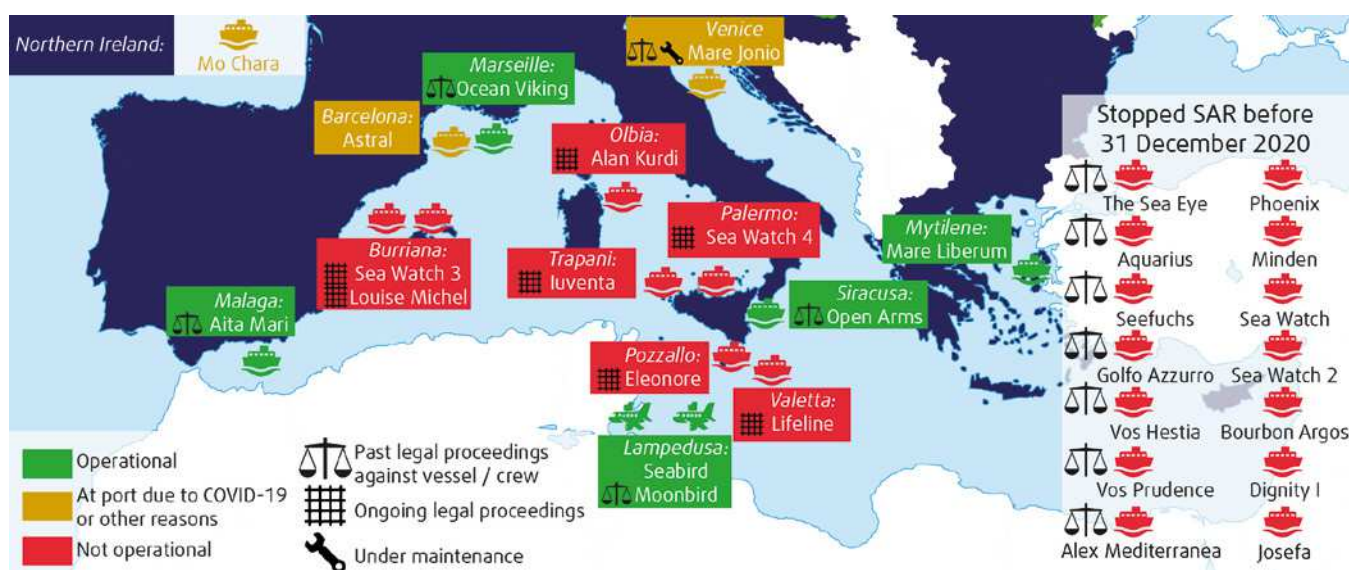 Northern Ireland:
Mo Chara
Venice
Mare Jonio
Marseille:
Ocean Viking
Barcelona:
Astral
Olbia:
Alan Kurdi
Palermo:
Sea Watch 4
Burriana:
Sea Watch 3
Louise Michel
Trapani:
Iuventa
Mytilene:
Mare Liberum
Malaga:
Aita Mari
Siracusa:
Open Arms
Pozzallo:
Eleonore
Valetta:
Lifeline
Lampedusa:
Seabird
Moonbird
Stopped SAR before
31 December 2020
The Sea Eye
Phoenix
Aquarius
Minden
Seefuchs
Sea Watch
Golfo Azzurro
Sea Watch 2
Vos Hestia
Bourbon Argos
Vos Prudence
Dignity I
Alex Mediterranea
Josefa
Operational
At port due to COVID-19
or other reasons
Not operational
Past legal proceedings
against vessel / crew
Ongoing legal proceedings
Under maintenance